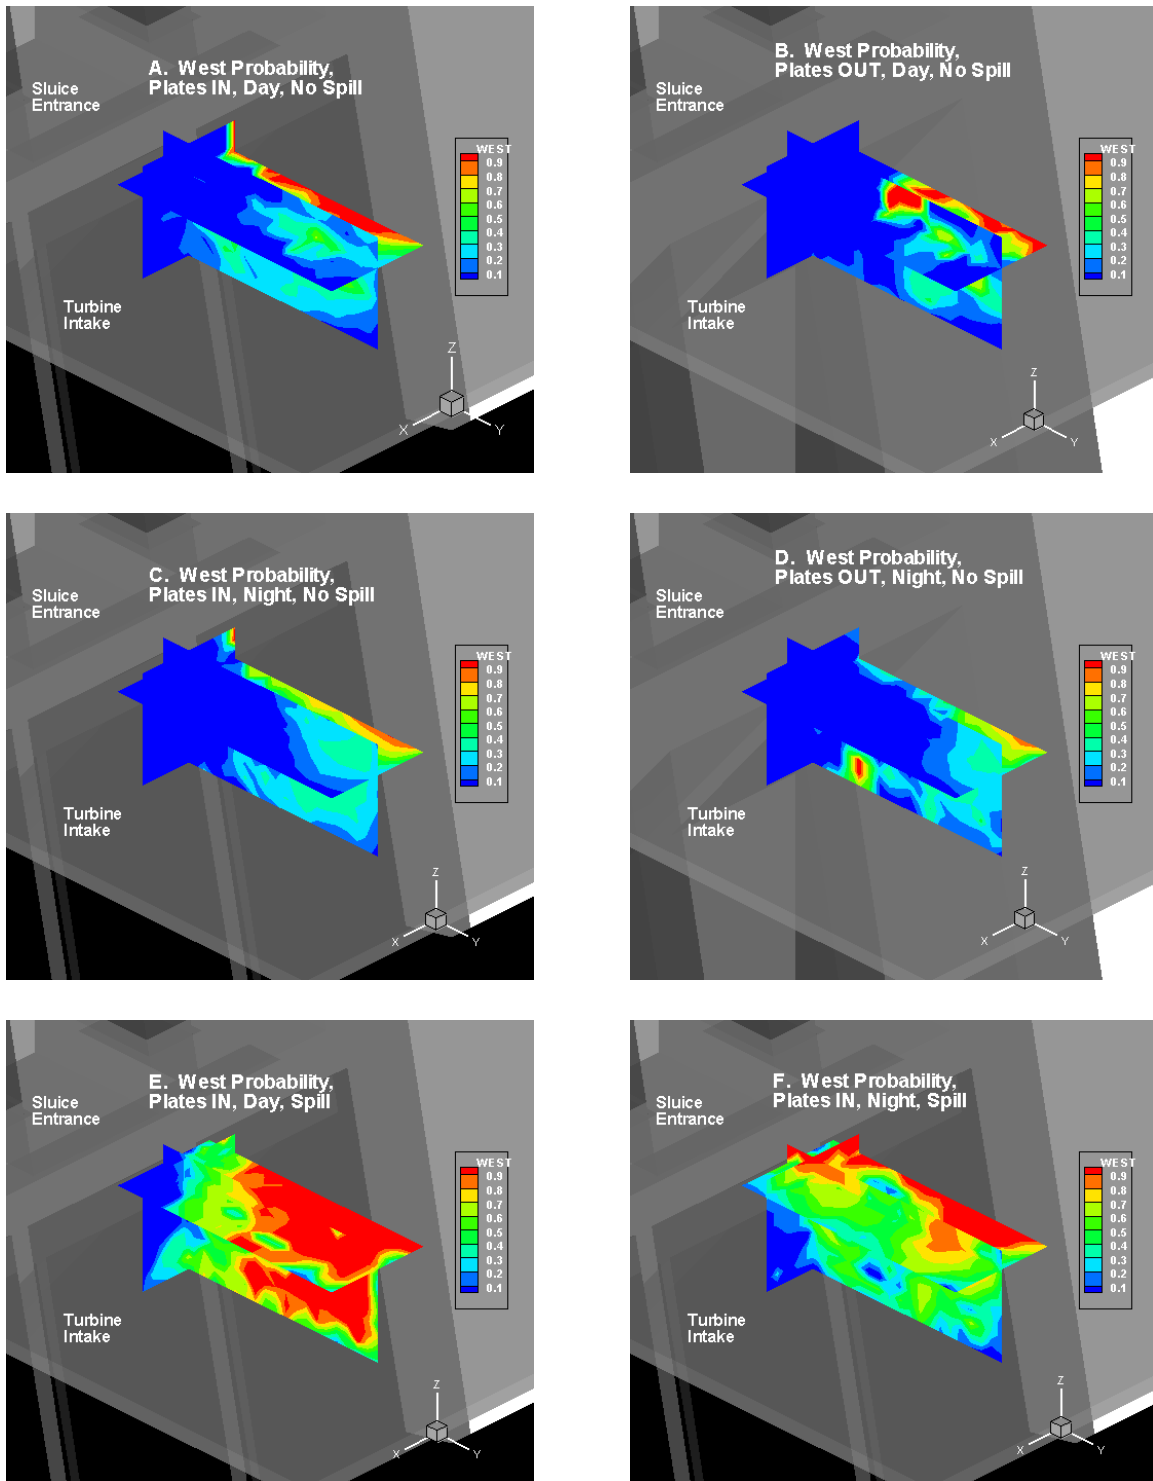 A. West Probability,
Plates IN, Day, No Spill
Sluice
Entrance
WEST
0.9
0.8
0.7
0.6
0.5
0.4
0.3
0.2
0.1
Turbine
Intake
Z
X
Y
B. West Probability,
Plates OUT, Day, No Spill
Sluice
Entrance
WEST
0.9
0.8
0.7
0.6
0.5
0.4
0.3
0.2
0.1
Turbine
Intake
Z
X
Y
C. West Probability,
Plates IN, Night, No Spill
Sluice
Entrance
WEST
0.9
0.8
0.7
0.6
0.5
0.4
0.3
0.2
0.1
Turbine
Intake
Z
X
Y
D. West Probability,
Plates OUT, Night, No Spill
Sluice
Entrance
WEST
0.9
0.8
0.7
0.6
0.5
0.4
0.3
0.2
0.1
Turbine
Intake
Z
X
Y
E. West Probability,
Plates IN, Day, Spill
Sluice
Entrance
WEST
0.9
0.8
0.7
0.6
0.5
0.4
0.3
0.2
0.1
Turbine
Intake
Z
X
Y
F. West Probability,
Plates IN, Night, Spill
Sluice
Entrance
WEST
0.9
0.8
0.7
0.6
0.5
0.4
0.3
0.2
0.1
Turbine
Intake
Z
X
Y